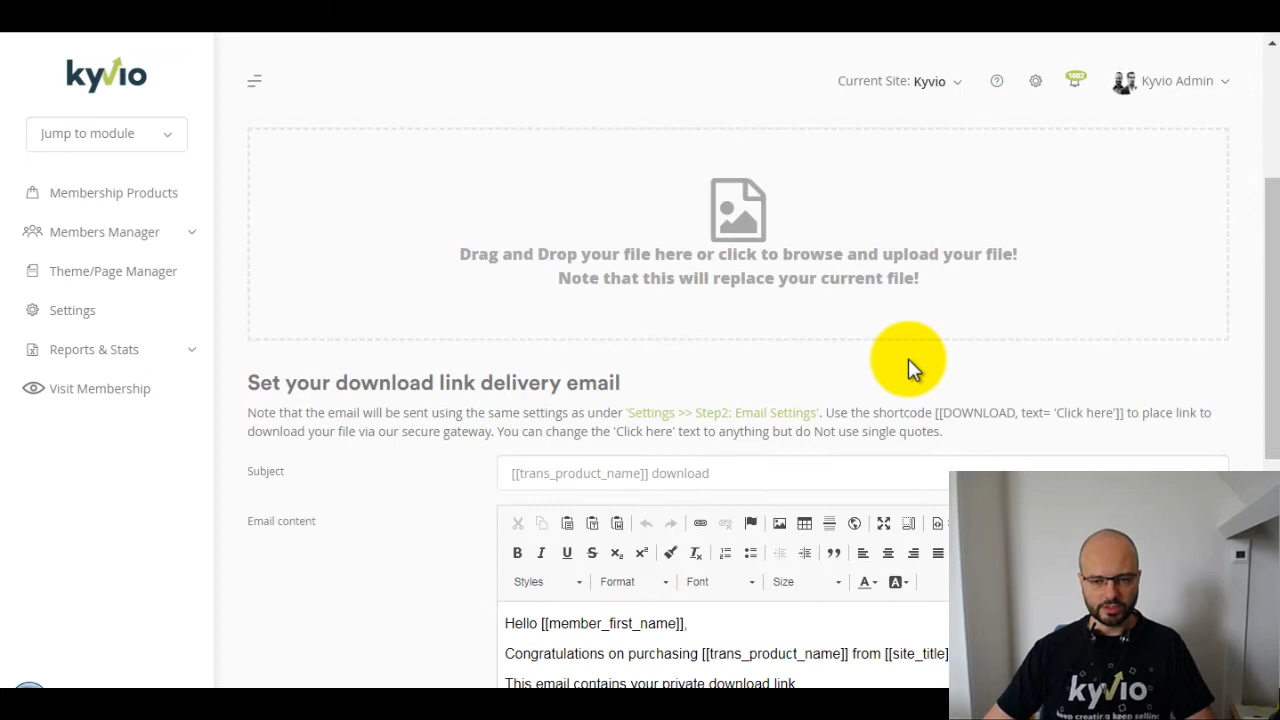 kyvio
Current Site: Kyvio
1602
Kyvio Admin
Jump to module
Membership Products
Members Manager
Theme/Page Manager
Settings
Reports & Stats
Visit Membership
Drag and Drop your file here or click to browse and upload your file!
Note that this will replace your current file!
Set your download link delivery email
Note that the email will be sent using the same settings as under 'Settings >> Step2: Email Settings'. Use the shortcode [[DOWNLOAD, text= 'Click here']] to place link to
download your file via our secure gateway. You can change the 'Click here' text to anything but do Not use single quotes.
Subject
[[trans_product_name]] download
Email content
Styles Format Font Size
Hello [[member_first_name]],
Congratulations on purchasing [[trans_product_name]] from [[site_title]
This email contains your private download link
kyvio
keep creating. keep selling.